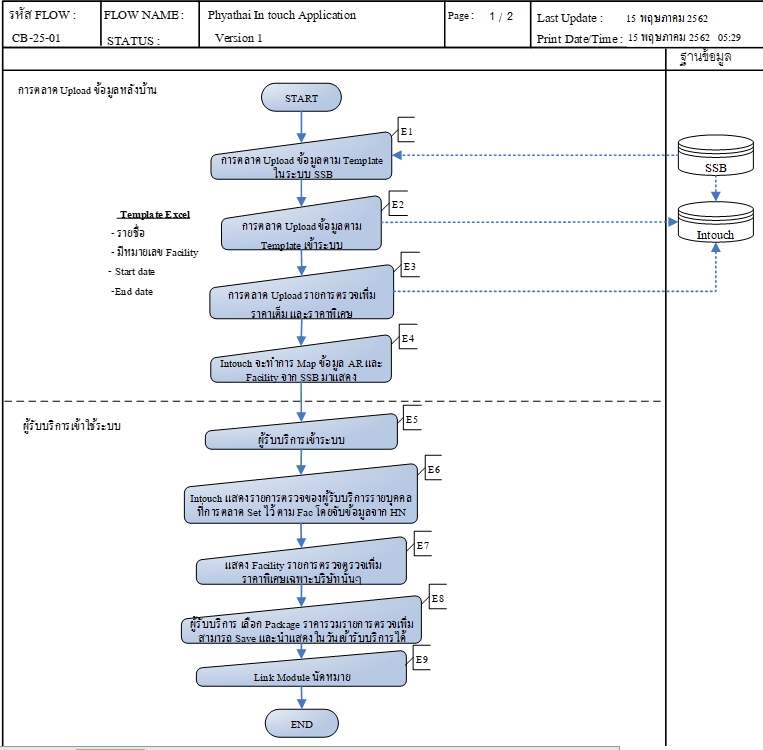 รหัส FLOW :
CB-25-01
FLOW NAME :
STATUS :
Phyathai In touch Application
Version 1
Page : 1 / 2
Last Update : 15 พฤษภาคม 2562
Print Date/Time : 15 พฤษภาคม 2562 05:29
ฐานข้อมูล
การตลาด Upload ข้อมูลหลังบ้าน
START
E1
การตลาด Upload ข้อมูลตาม Template
ในระบบ SSB
SSB
E2
การตลาด Upload ข้อมูลตาม
Template เข้าระบบ
Intouch
Template Excel
- รายชื่อ
- มีหมายเลข Facility
- Start date
-End date
E3
การตลาด Upload รายการตรวจเพิ่ม
ราคาเต็ม และราคาพิเศษ
E4
Intouch จะทำการ Map ข้อมูล AR และ
Facility จาก SSB มาแสดง
ผู้รับบริการเข้าใช้ระบบ
E5
ผู้รับบริการเข้าระบบ
E6
Intouch แสดงรายการตรวจของผู้รับบริการรายบุคคล
ที่การตลาด Set ไว้ ตาม Fac โดยจับข้อมูลจาก HN
E7
แสดง Facility รายการตรวจตรวจเพิ่ม
ราคาพิเศษเฉพาะบริษัทนั้นๆ
E8
ผู้รับบริการ เลือก Package ราคารวมรายการตรวจเพิ่ม
สามารถ Save และนำแสดง ในวันเข้ารับบริการ ได้
E9
Link Module นัดหมาย
END